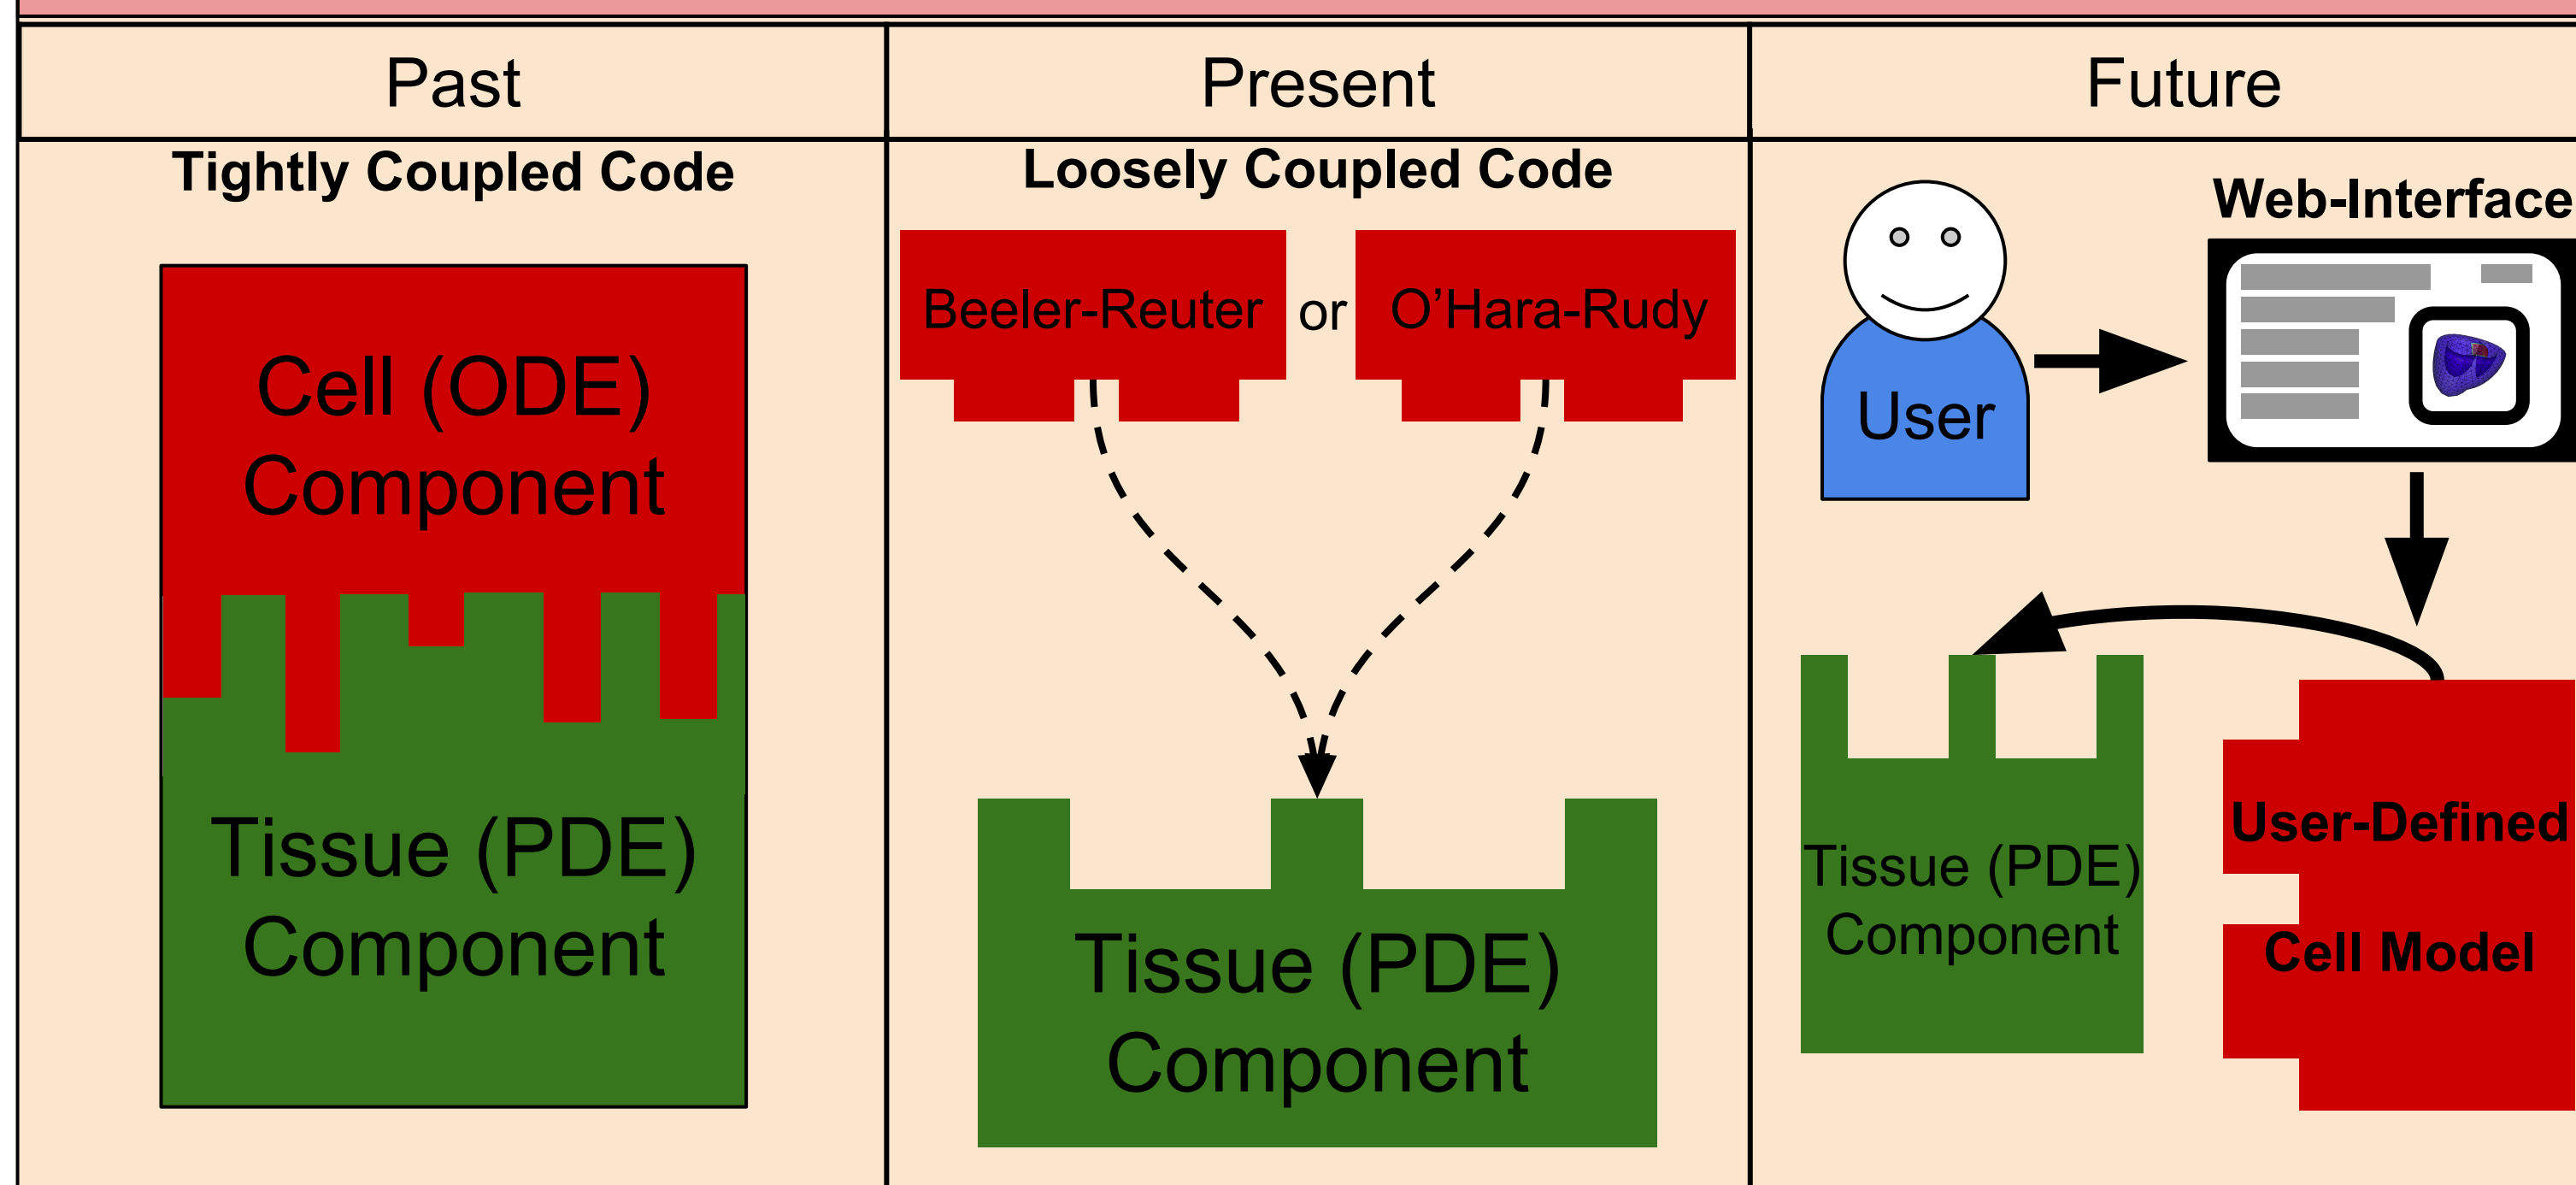 Past
Present
Future
Tightly Coupled Code
Cell (ODE)
Component
Tissue (PDE)
Component
Loosely Coupled Code
Beeler-Reuter or O’Hara-Rudy
Tissue (PDE)
Component
Web-Interface
User
Tissue (PDE)
Component
User-Defined
Cell Model